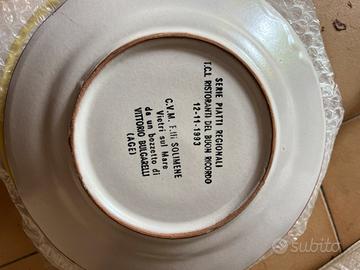 SERIE PIATTI REGIONALI
T.C.I. RISTORANTI DEL BUON RICORDO
12-11-1993
C.V.M. F.lli SOLIMENE
Vietri sul Mare
da un bozzetto di
VITTORIO BULGARELLI
(AGE)
subito